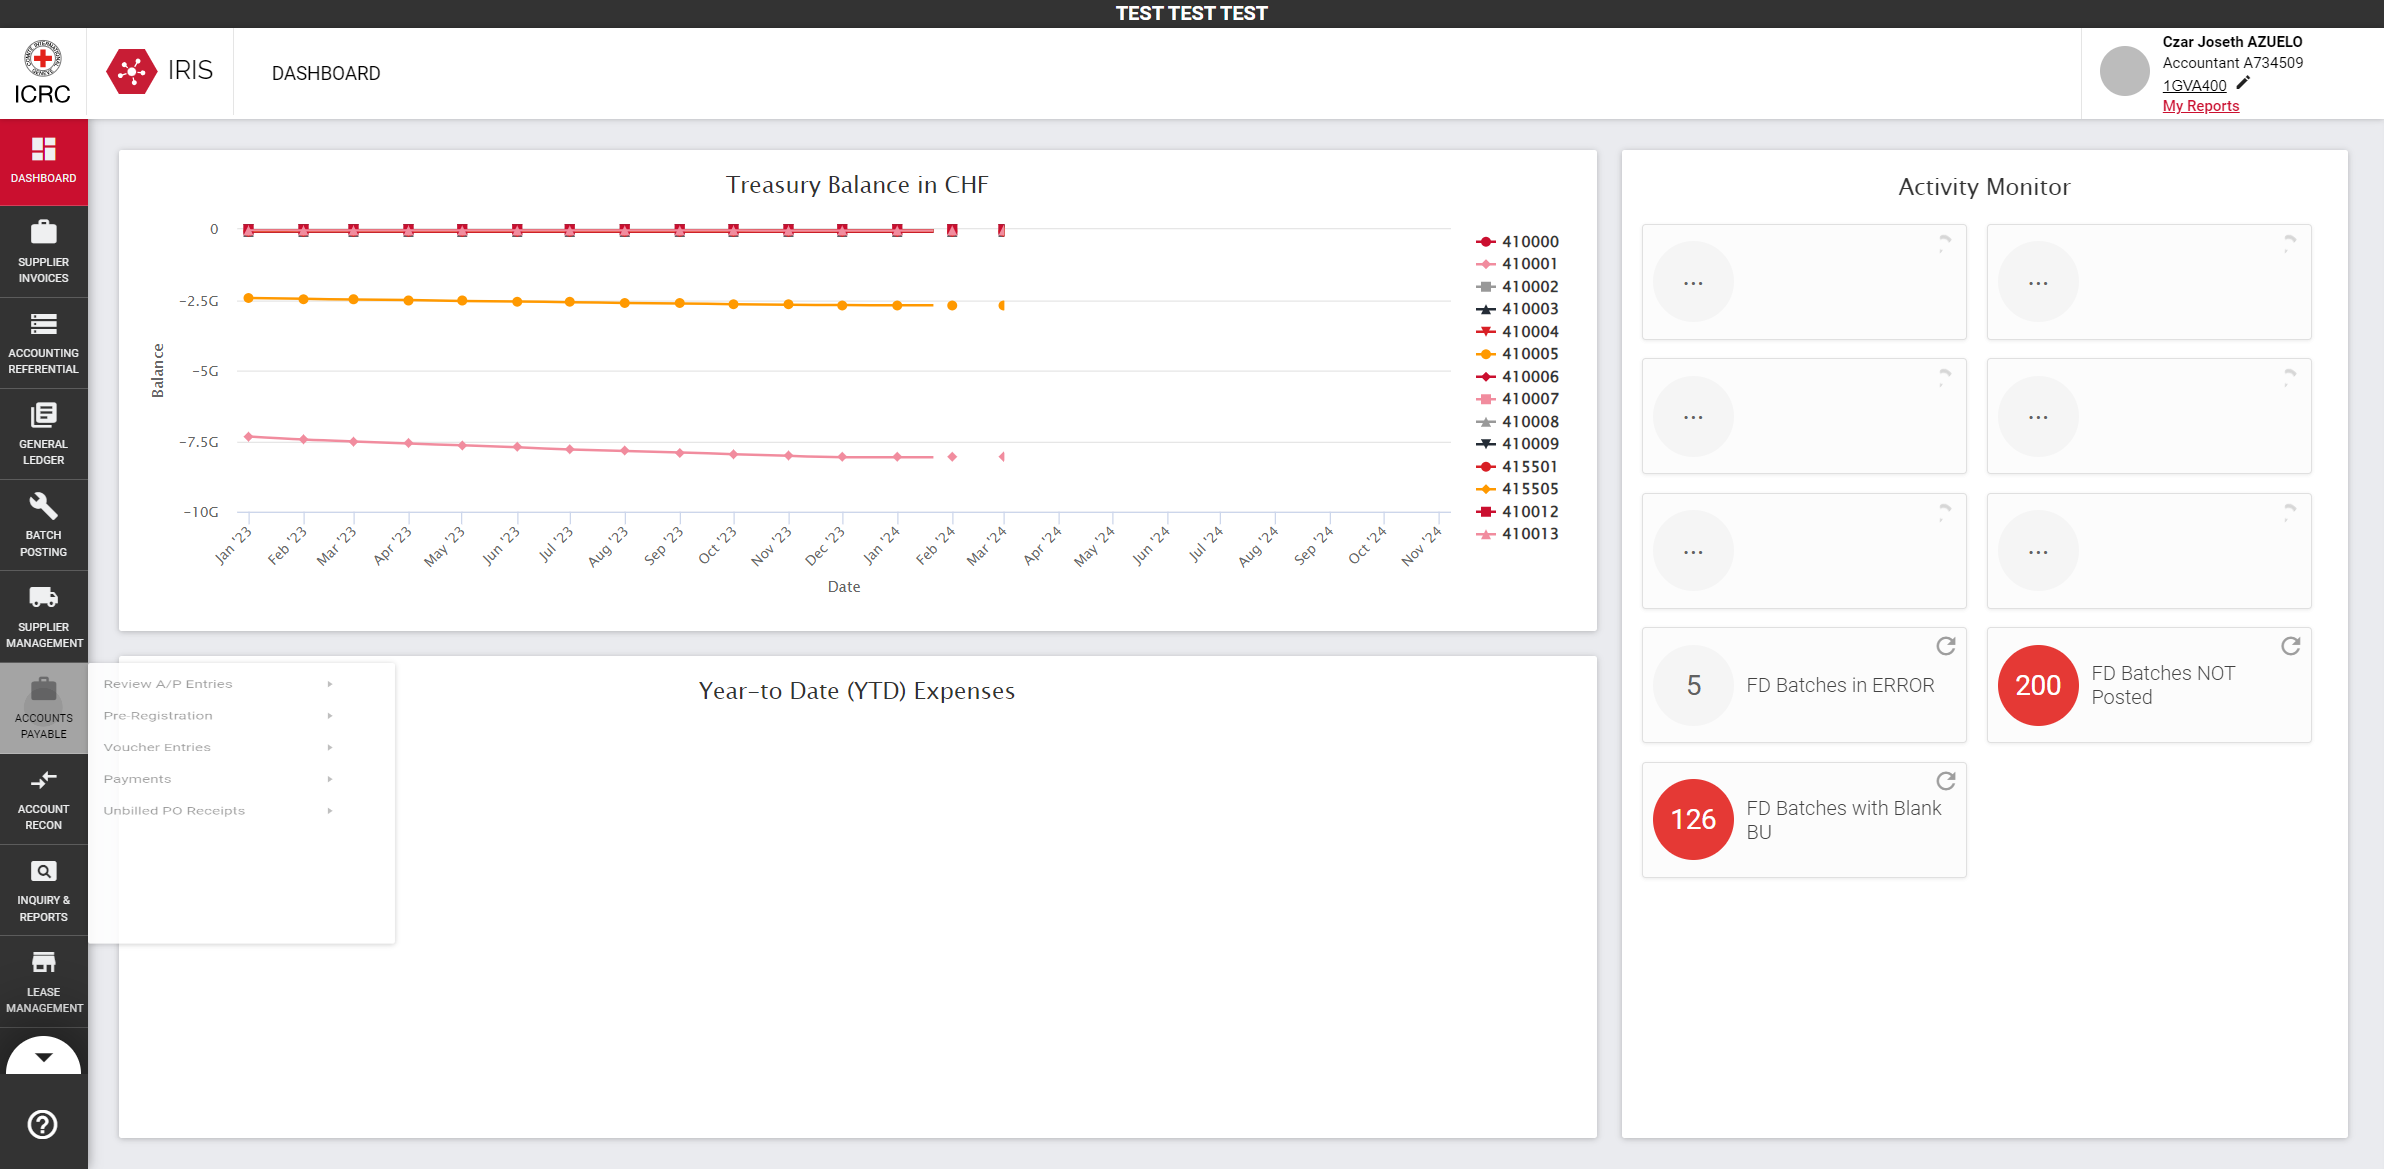 TEST TEST TEST
ICRC
IRIS
DASHBOARD
Czar Joseth AZUELO
Accountant A734509
1GVA400
My Reports
DASHBOARD
SUPPLIER
INVOICES
ACCOUNTING
REFERENTIAL
GENERAL
LEDGER
BATCH
POSTING
SUPPLIER
MANAGEMENT
ACCOUNTS
PAYABLE
ACCOUNT
RECON
INQUIRY &
REPORTS
LEASE
MANAGEMENT
Review A/P Entries
Pre-Registration
Voucher Entries
Payments
Unbilled PO Receipts
Treasury Balance in CHF
Balance
0
-2.5G
-5G
-7.5G
-10G
Jan '23
Feb '23
Mar '23
Apr '23
May '23
Jun '23
Jul '23
Aug '23
Sep '23
Oct '23
Nov '23
Dec '23
Jan '24
Feb '24
Mar '24
Apr '24
May '24
Jun '24
Jul '24
Aug '24
Sep '24
Oct '24
Nov '24
Date
410000
410001
410002
410003
410004
410005
410006
410007
410008
410009
415501
415505
410012
410013
Year-to Date (YTD) Expenses
Activity Monitor
...
...
...
...
...
...
5
FD Batches in ERROR
200
FD Batches NOT
Posted
126
FD Batches with Blank
BU